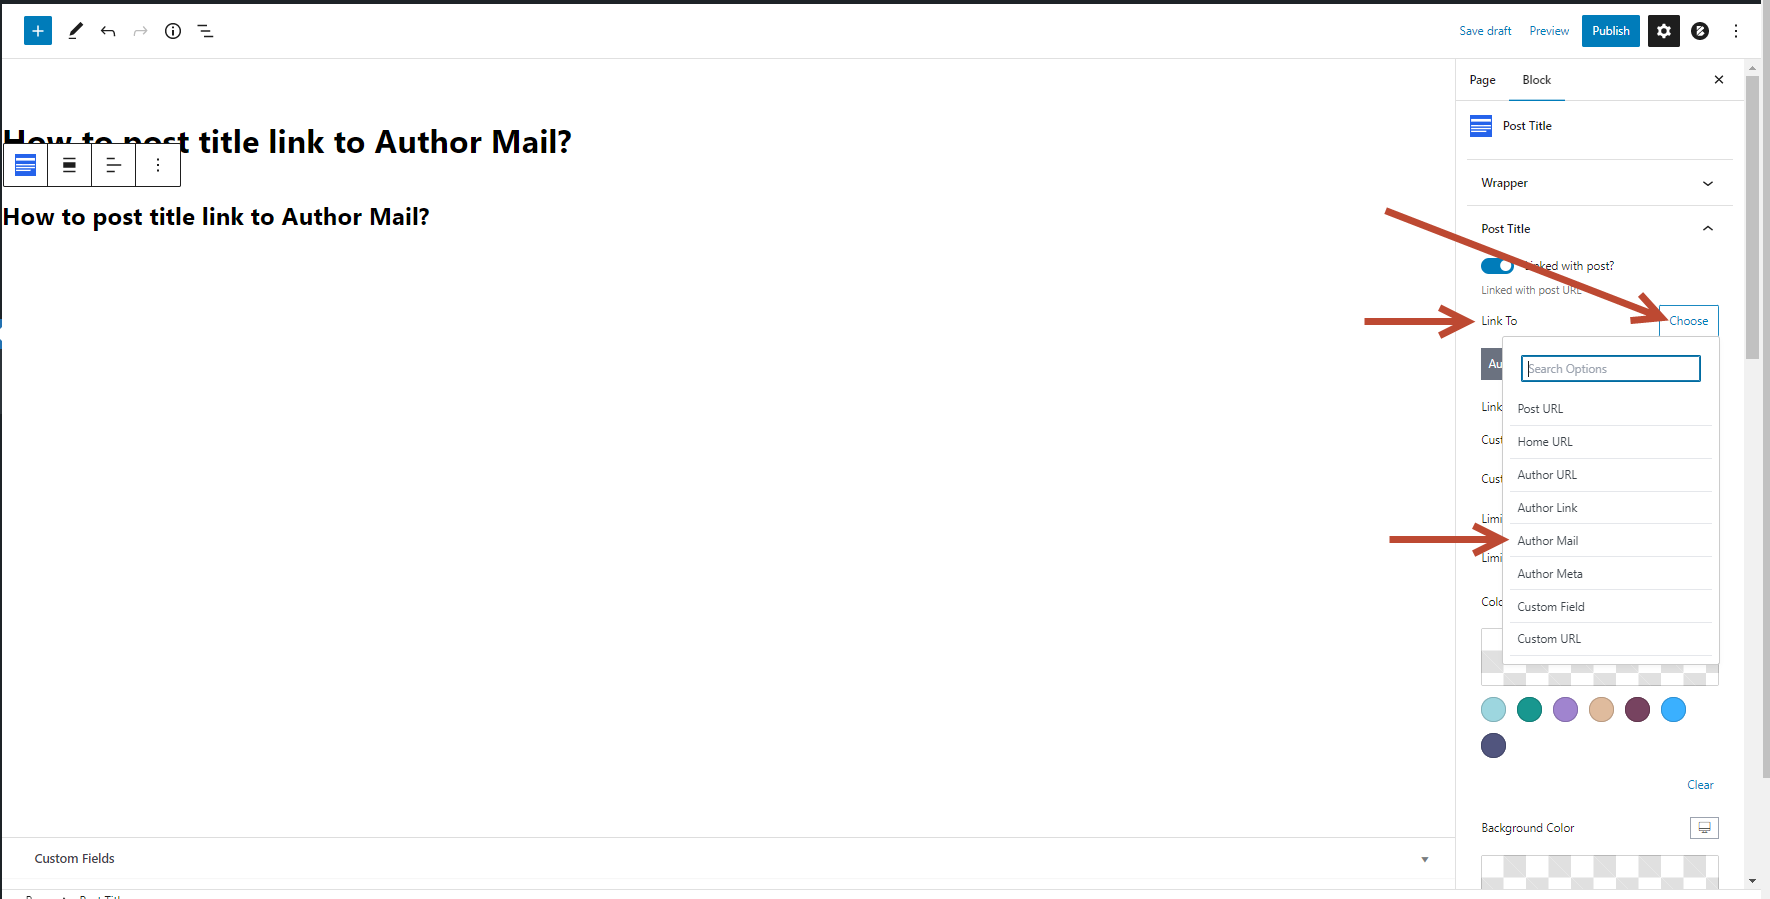 Save draft
Preview
Publish
How to post title link to Author Mail?
How to post title link to Author Mail?
Page
Block
Post Title
Wrapper
Post Title
Linked with post?
Linked with post URL
Link To
Choose
Au
Search Options
Link
Post URL
Cust
Home URL
Cust
Author URL
Author Link
Limi
Author Mail
Limi
Author Meta
Colo
Custom Field
Custom URL
Clear
Background Color
Custom Fields